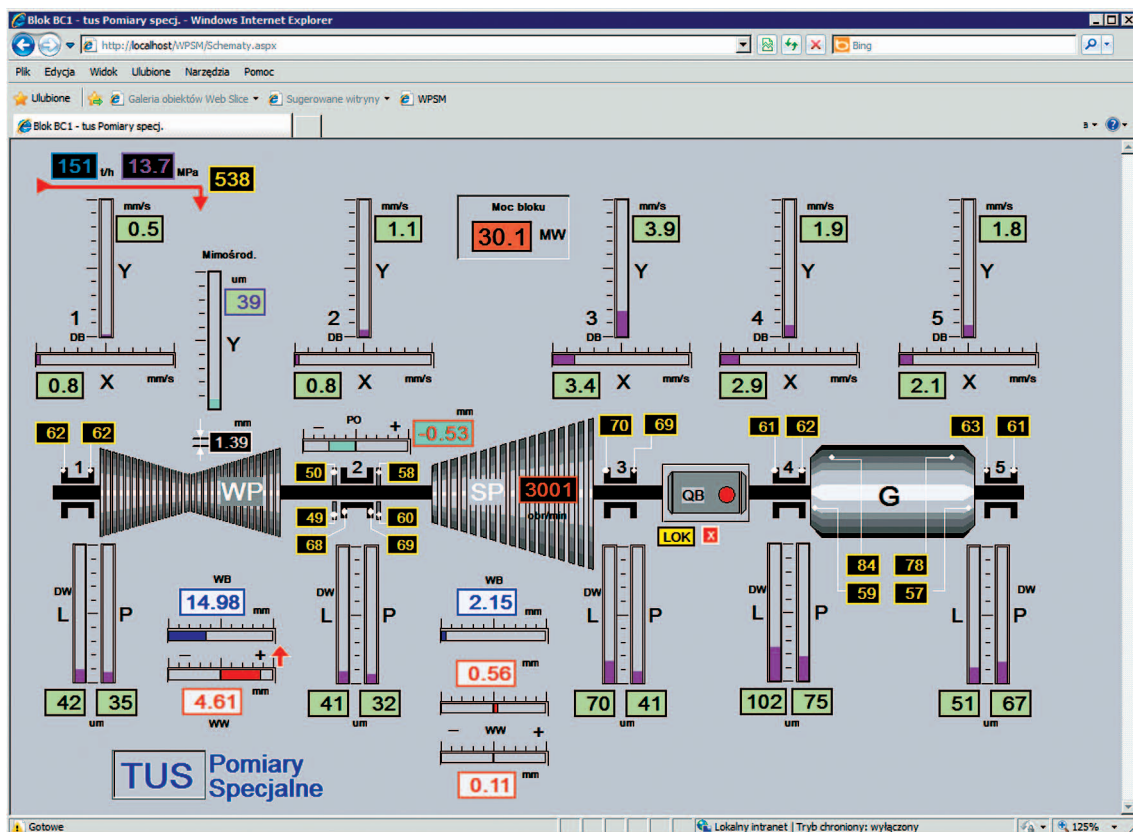 Blok BC1 - tus Pomiary specj. - Windows Internet Explorer
http://localhost/WPSM/Schematy.aspx
Bing
Plik Edycja Widok Ulubione Narzędzia Pomoc
Ulubione Galeria obiektów Web Slice Sugerowane witryny WPSM
Blok BC1 - tus Pomiary specj.
151 t/h 13.7 MPa 538
mm/s mm/s Moc bloku mm/s mm/s mm/s
0.5 1.1 30.1 MW 3.9 1.9 1.8
Mimośrod.
um
39
Y Y Y Y Y
1 2 3 4 5
Y
DB DB DB DB DB
0.8 X mm/s 0.8 X mm/s 3.4 X mm/s 2.9 X mm/s 2.1 X mm/s
mm PO mm
62 62 1.39 − + -0.53 70 69 61 62 63 61
1 50 2 58 3 4 5
WP SP 3001 QB G
obr/min
49 60 LOK X
68 69 84 78
59 57
WB WB
DW 14.98 mm DW 2.15 mm DW DW DW
L P L P L P L P L P
− + 0.56 mm
4.61 mm
WW
42 35 41 32 70 41 102 75 51 67
um um um um um
− WW +
0.11 mm
TUS Pomiary
Specjalne
Gotowe Lokalny intranet | Tryb chroniony: wyłączony 125%